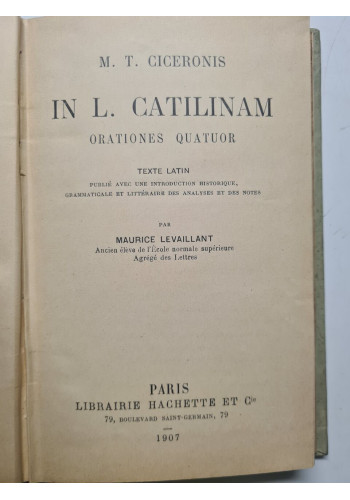 M. T. CICERONIS
IN L. CATILINAM
ORATIONES QUATUOR
TEXTE LATIN
PUBLIÉ AVEC UNE INTRODUCTION HISTORIQUE,
GRAMMATICALE ET LITTÉRAIRE DES ANALYSES ET DES NOTES
PAR
MAURICE LEVAILLANT
Ancien élève de l'École normale supérieure
Agrégé des Lettres
PARIS
LIBRAIRIE HACHETTE ET Cie
79, BOULEVARD SAINT-GERMAIN, 79
1907